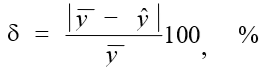 δ = |y̅ − ŷ| / y̅ 100, %